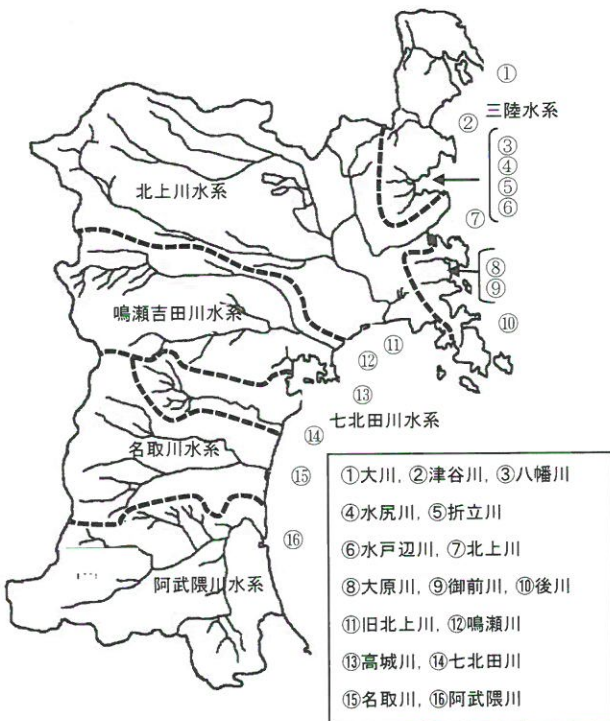 ①
三陸水系
②
③
④
⑤
⑥
北上川水系
⑦
⑧
⑨
鳴瀬吉田川水系
⑩
⑪
⑫
⑬
七北田川水系
⑭
名取川水系
⑮
⑯
阿武隈川水系
①大川, ②津谷川, ③八幡川
④水尻川, ⑤折立川
⑥水戸辺川, ⑦北上川
⑧大原川, ⑨御前川, ⑩後川
⑪旧北上川, ⑫鳴瀬川
⑬高城川, ⑭七北田川
⑮名取川, ⑯阿武隈川